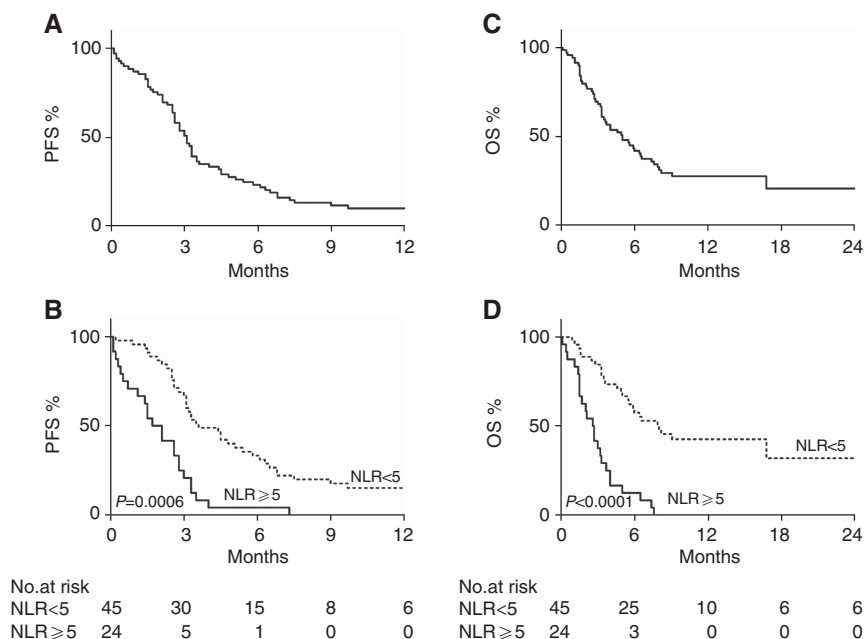 A
100
50
0
PFS %
0 3 6 9 12
Months
C
100
50
0
OS %
0 6 12 18 24
Months
B
100
50
0
PFS %
NLR<5
NLR⩾5
P=0.0006
0 3 6 9 12
Months
No.at risk
NLR<5 45 30 15 8 6
NLR⩾5 24 5 1 0 0
D
100
50
0
OS %
NLR<5
NLR⩾5
P<0.0001
0 6 12 18 24
Months
No.at risk
NLR<5 45 25 10 6 6
NLR⩾5 24 3 0 0 0